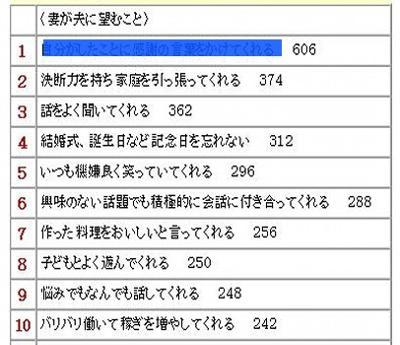 〈妻が夫に望むこと〉
1 自分がしたことに感謝の言葉をかけてくれる 606
2 決断力を持ち家庭を引っ張ってくれる 374
3 話をよく聞いてくれる 362
4 結婚式、誕生日など記念日を忘れない 312
5 いつも機嫌良く笑っていてくれる 296
6 興味のない話題でも積極的に会話に付き合ってくれる 288
7 作った料理をおいしいと言ってくれる 256
8 子どもとよく遊んでくれる 250
9 悩みでもなんでも話してくれる 248
10 バリバリ働いて稼ぎを増やしてくれる 242